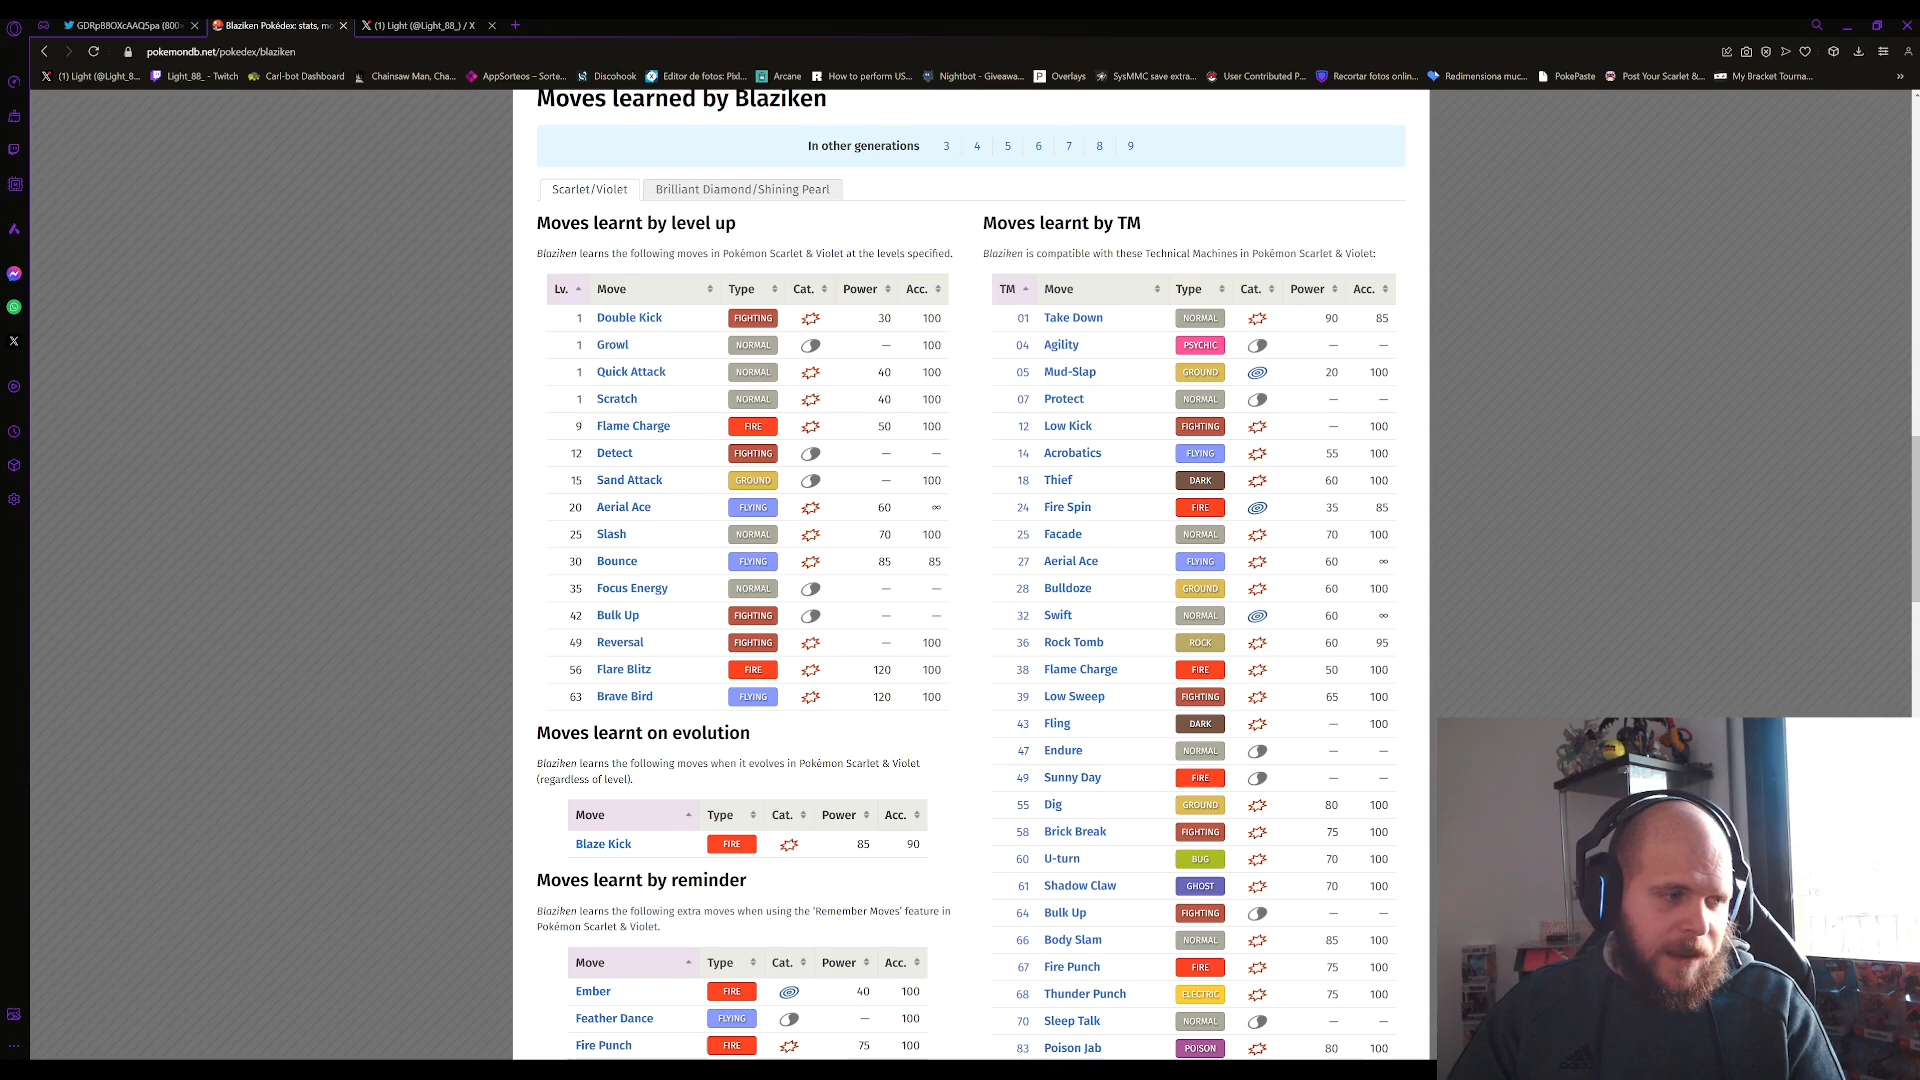 GDRpB8OXcAAQ5pa (800×
Blaziken Pokédex: stats, mo
(1) Light (@Light_88_) / X
pokemondb.net/pokedex/blaziken
(1) Light (@Light_8...
Light_88_ - Twitch
Carl-bot Dashboard
Chainsaw Man, Cha...
AppSorteos – Sorte...
Discohook
Editor de fotos: Pixl...
Arcane
How to perform US...
Nightbot - Giveawa...
Overlays
SysMMC save extra...
User Contributed P...
Recortar fotos onlin...
Redimensiona muc...
PokePaste
Post Your Scarlet &...
My Bracket Tourna...
Moves learned by Blaziken
In other generations 3 4 5 6 7 8 9
Scarlet/Violet Brilliant Diamond/Shining Pearl
Moves learnt by level up
Blaziken learns the following moves in Pokémon Scarlet & Violet at the levels specified.
Lv. Move Type Cat. Power Acc.
1 Double Kick FIGHTING 30 100
1 Growl NORMAL — 100
1 Quick Attack NORMAL 40 100
1 Scratch NORMAL 40 100
9 Flame Charge FIRE 50 100
12 Detect FIGHTING — —
15 Sand Attack GROUND — 100
20 Aerial Ace FLYING 60 ∞
25 Slash NORMAL 70 100
30 Bounce FLYING 85 85
35 Focus Energy NORMAL — —
42 Bulk Up FIGHTING — —
49 Reversal FIGHTING — 100
56 Flare Blitz FIRE 120 100
63 Brave Bird FLYING 120 100
Moves learnt on evolution
Blaziken learns the following moves when it evolves in Pokémon Scarlet & Violet
(regardless of level).
Move Type Cat. Power Acc.
Blaze Kick FIRE 85 90
Moves learnt by reminder
Blaziken learns the following extra moves when using the ‘Remember Moves’ feature in
Pokémon Scarlet & Violet.
Move Type Cat. Power Acc.
Ember FIRE 40 100
Feather Dance FLYING — 100
Fire Punch FIRE 75 100
Moves learnt by TM
Blaziken is compatible with these Technical Machines in Pokémon Scarlet & Violet:
TM Move Type Cat. Power Acc.
01 Take Down NORMAL 90 85
04 Agility PSYCHIC — —
05 Mud-Slap GROUND 20 100
07 Protect NORMAL — —
12 Low Kick FIGHTING — 100
14 Acrobatics FLYING 55 100
18 Thief DARK 60 100
24 Fire Spin FIRE 35 85
25 Facade NORMAL 70 100
27 Aerial Ace FLYING 60 ∞
28 Bulldoze GROUND 60 100
32 Swift NORMAL 60 ∞
36 Rock Tomb ROCK 60 95
38 Flame Charge FIRE 50 100
39 Low Sweep FIGHTING 65 100
43 Fling DARK — 100
47 Endure NORMAL — —
49 Sunny Day FIRE — —
55 Dig GROUND 80 100
58 Brick Break FIGHTING 75 100
60 U-turn BUG 70 100
61 Shadow Claw GHOST 70 100
64 Bulk Up FIGHTING — —
66 Body Slam NORMAL 85 100
67 Fire Punch FIRE 75 100
68 Thunder Punch ELECTRIC 75 100
70 Sleep Talk NORMAL — —
83 Poison Jab POISON 80 100